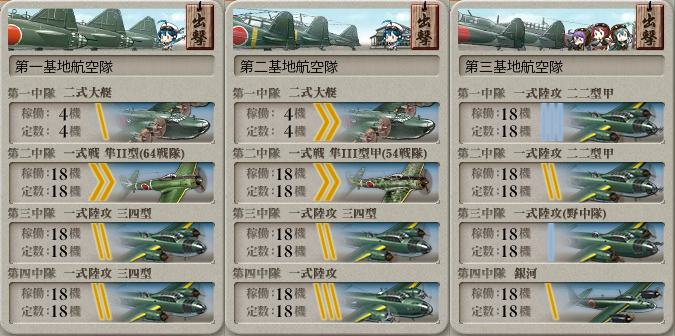 出撃
第一基地航空隊
第一中隊 二式大艇
稼働: 4機
定数: 4機
第二中隊 一式戦 隼II型(64戦隊)
稼働:18機
定数:18機
第三中隊 一式陸攻 三四型
稼働:18機
定数:18機
第四中隊 一式陸攻 三四型
稼働:18機
定数:18機
出撃
第二基地航空隊
第一中隊 二式大艇
稼働: 4機
定数: 4機
第二中隊 一式戦 隼III型甲(54戦隊)
稼働:18機
定数:18機
第三中隊 一式陸攻 三四型
稼働:18機
定数:18機
第四中隊 一式陸攻
稼働:18機
定数:18機
出撃
第三基地航空隊
第一中隊 一式陸攻 二二型甲
稼働:18機
定数:18機
第二中隊 一式陸攻 二二型甲
稼働:18機
定数:18機
第三中隊 一式陸攻(野中隊)
稼働:18機
定数:18機
第四中隊 銀河
稼働:18機
定数:18機